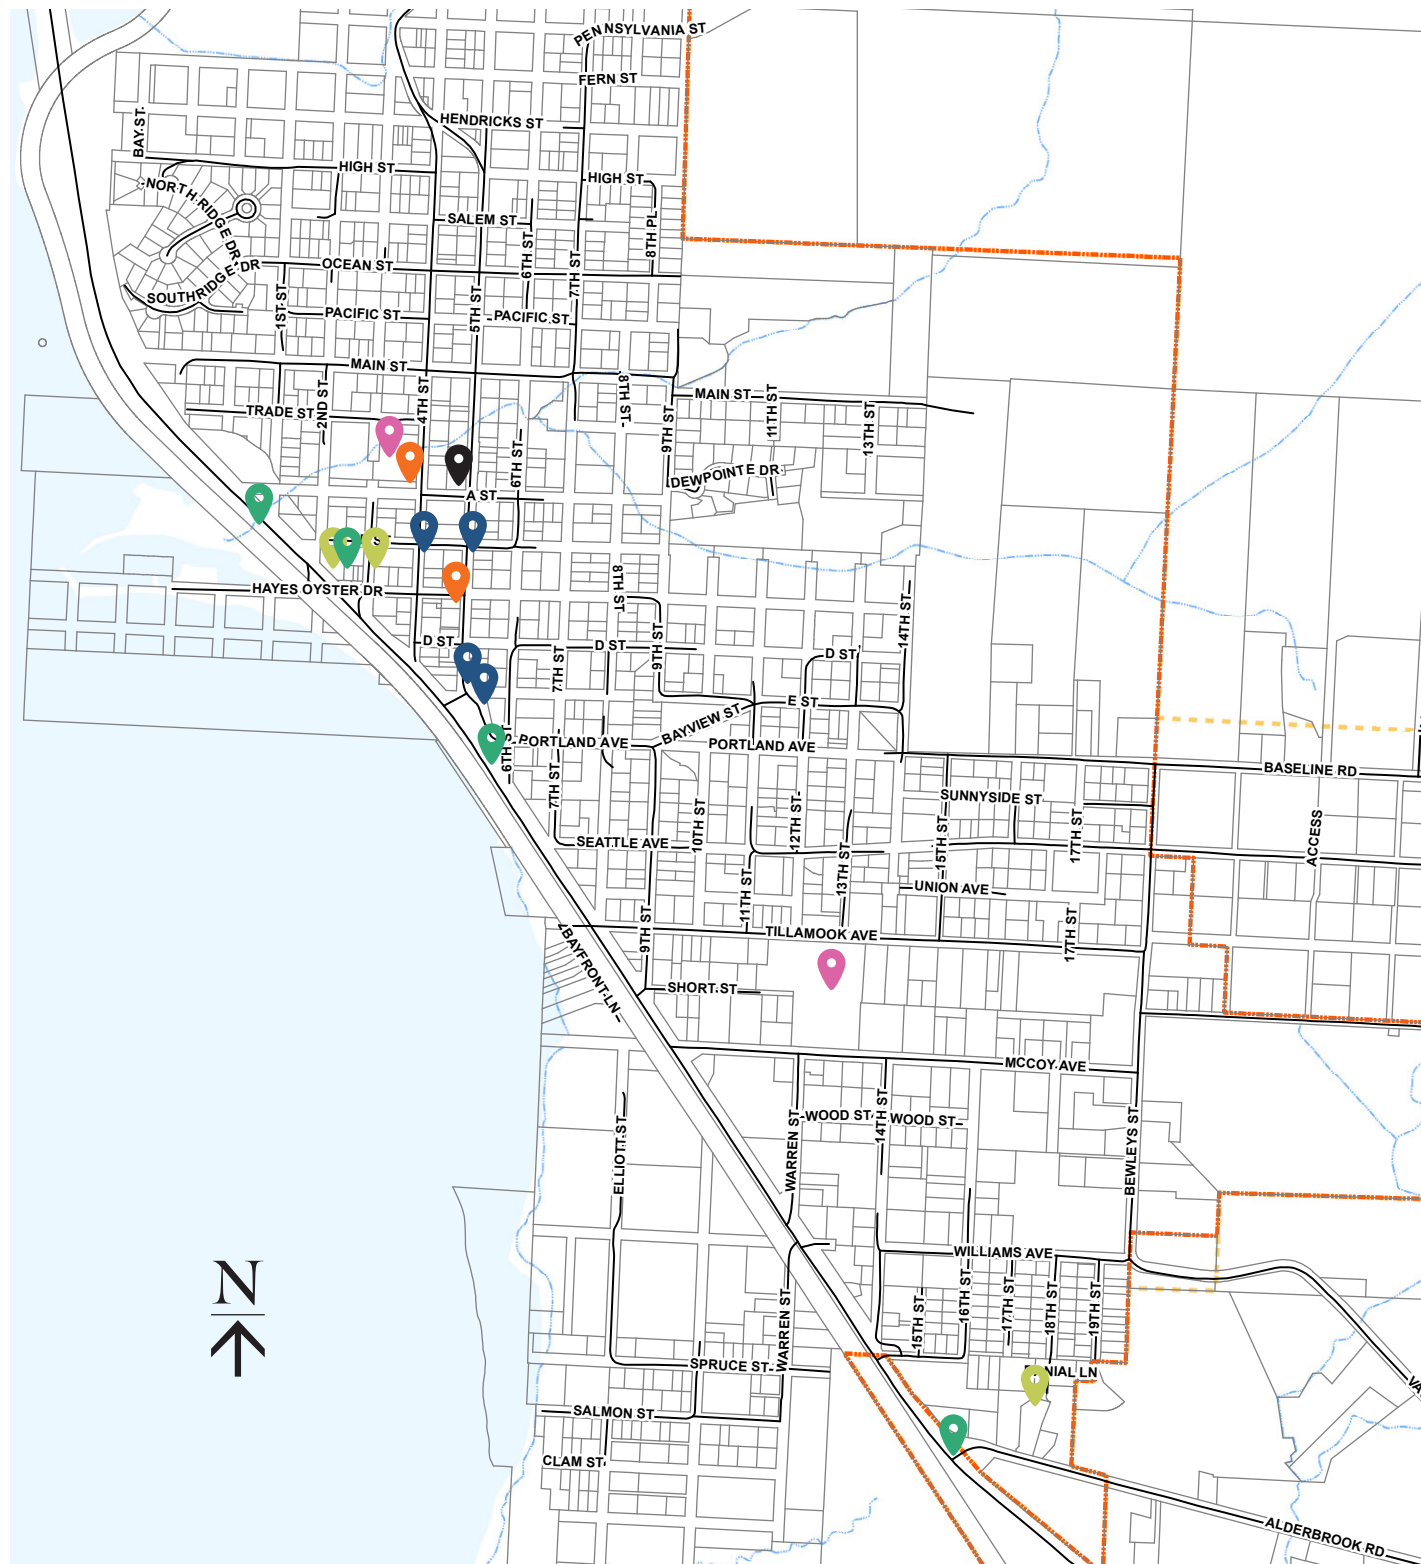 PENNSYLVANIA ST
FERN ST
HENDRICKS ST
BAY ST
HIGH ST
HIGH ST
NORTH RIDGE DR
SALEM ST
6TH ST
8TH PL
7TH ST
OCEAN ST
SOUTHRIDGE DR
1ST ST
5TH ST
PACIFIC ST
PACIFIC ST
MAIN ST
2ND ST
4TH ST
8TH ST
MAIN ST
11TH ST
TRADE ST
9TH ST
13TH ST
6TH ST
DEWPOINTE DR
A ST
HAYES OYSTER DR
8TH ST
14TH ST
D ST
D ST
9TH ST
D ST
7TH ST
E ST
BAYVIEW ST
6TH ST
PORTLAND AVE
PORTLAND AVE
BASELINE RD
7TH ST
SUNNYSIDE ST
10TH ST
12TH ST
15TH ST
17TH ST
ACCESS
SEATTLE AVE
13TH ST
11TH ST
UNION AVE
9TH ST
TILLAMOOK AVE
17TH ST
BAYFRONT LN
SHORT ST
MCCOY AVE
WOOD ST
14TH ST
WOOD ST
ELLIOTT ST
WARREN ST
BEWLEYS ST
WILLIAMS AVE
N
WARREN ST
15TH ST
16TH ST
17TH ST
18TH ST
19TH ST
SPRUCE ST
NIAL LN
SALMON ST
CLAM ST
ALDERBROOK RD